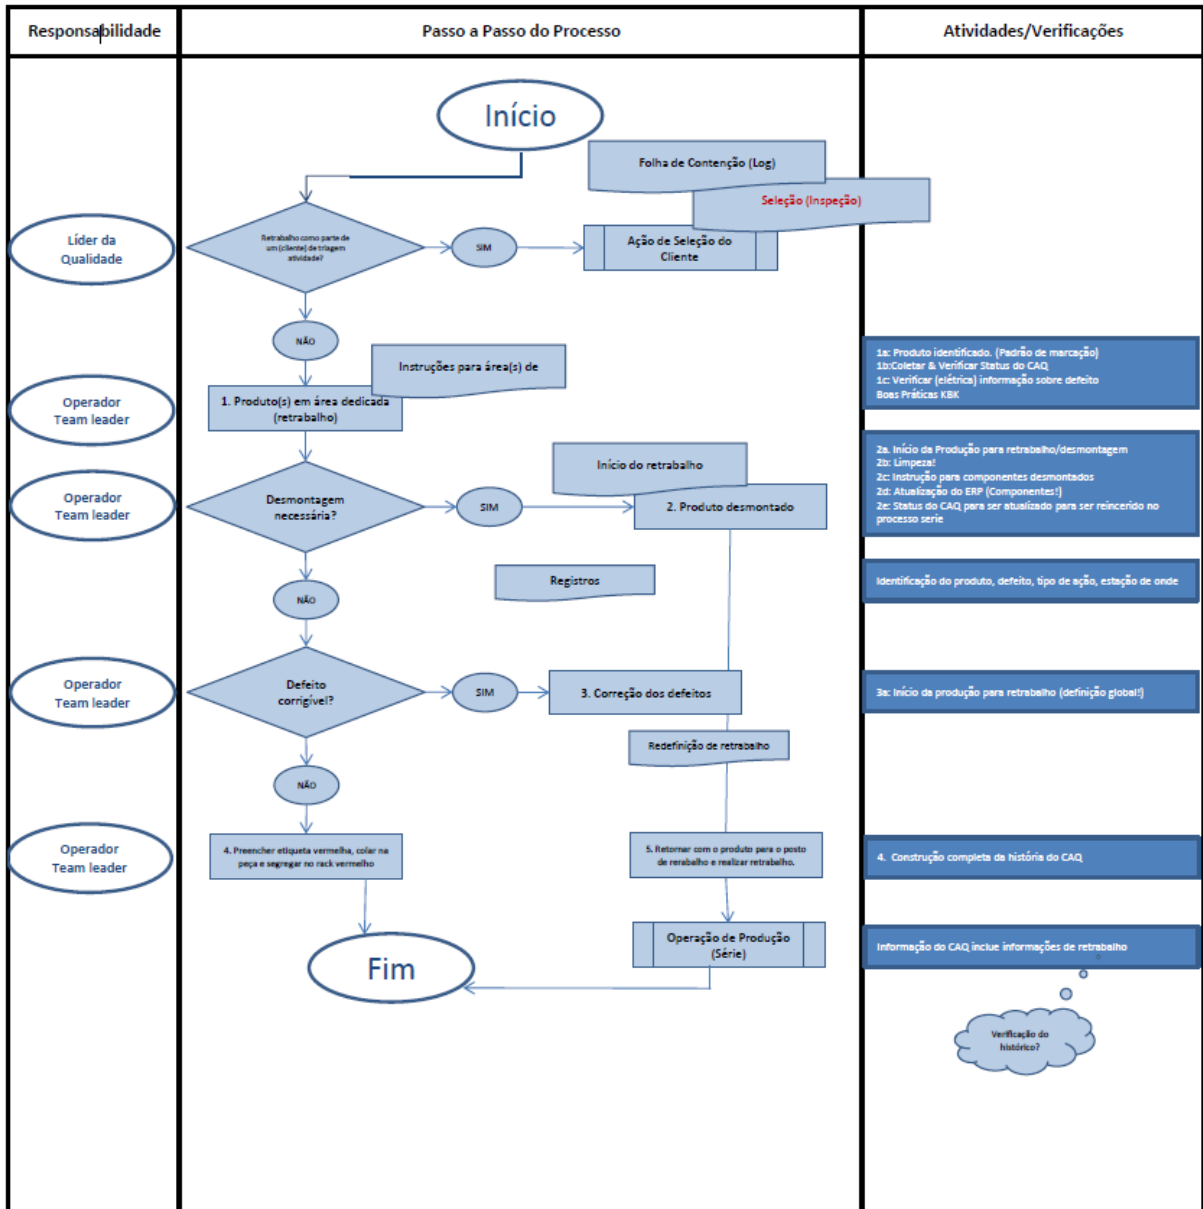 Responsabilidade
Passo a Passo do Processo
Atividades/Verificações
Início
Folha de Contenção (Log)
Seleção (Inspeção)
Líder da
Qualidade
Retrabalho como parte de
um (cliente) de triagem
atividade?
SIM
Ação de Seleção do
Cliente
NÃO
Instruções para área(s) de
1a: Produto identificado. (Padrão de marcação)
1b:Coletar & Verificar Status do CAQ
1c: Verificar (elétrica) informação sobre defeito
Boas Práticas KBK
Operador
Team leader
1. Produto(s) em área dedicada
(retrabalho)
Início do retrabalho
2a. Início da Produção para retrabalho/desmontagem
2b: Limpeza!
2c: Instrução para componentes desmontados
2d: Atualização do ERP (Componentes!)
2e: Status do CAQ para ser atualizado para ser reincerido no
processo serie
Operador
Team leader
Desmontagem
necessária?
SIM
2. Produto desmontado
Registros
Identificação do produto, defeito, tipo de ação, estação de onde
NÃO
Operador
Team leader
Defeito
corrigível?
SIM
3. Correção dos defeitos
3a: Início da produção para retrabalho (definição global!)
Redefinição de retrabalho
NÃO
Operador
Team leader
4. Preencher etiqueta vermelha, colar na
peça e segregar no rack vermelho
5. Retornar com o produto para o posto
de rerabalho e realizar retrabalho.
4. Construção completa da história do CAQ
Operação de Produção
(Série)
Informação do CAQ inclue informações de retrabalho
Fim
Verificação do
histórico?